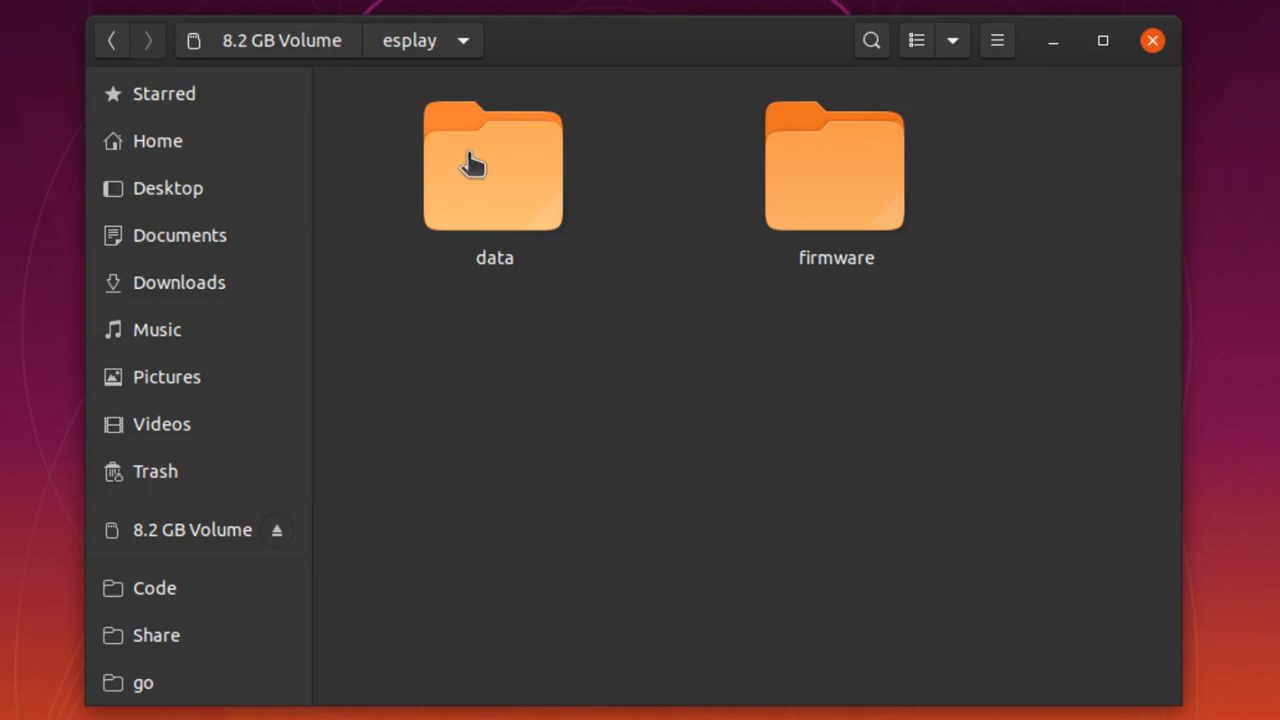 8.2 GB Volume esplay
Starred
Home
Desktop
Documents
Downloads
Music
Pictures
Videos
Trash
8.2 GB Volume
Code
Share
go
data
firmware